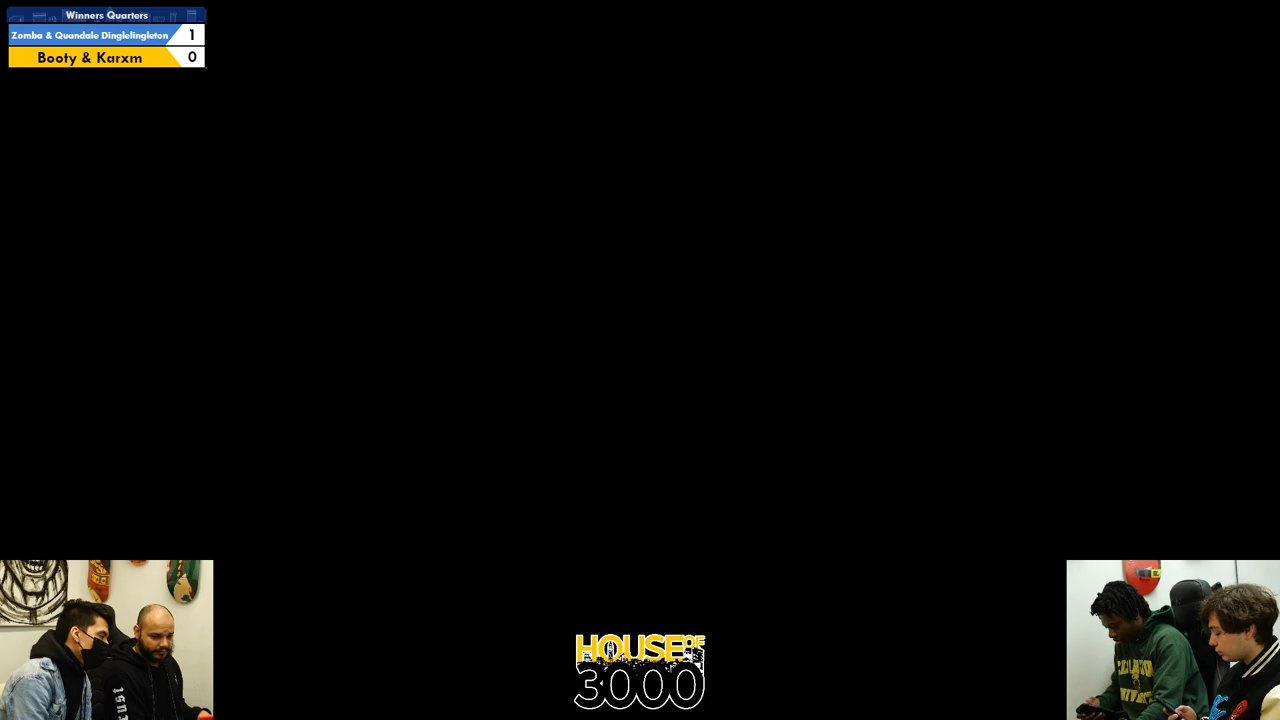 Winners Quarters
Zomba & Quandale Dinglelingleton 1
Booty & Karxm 0
HOUSE OF
3000